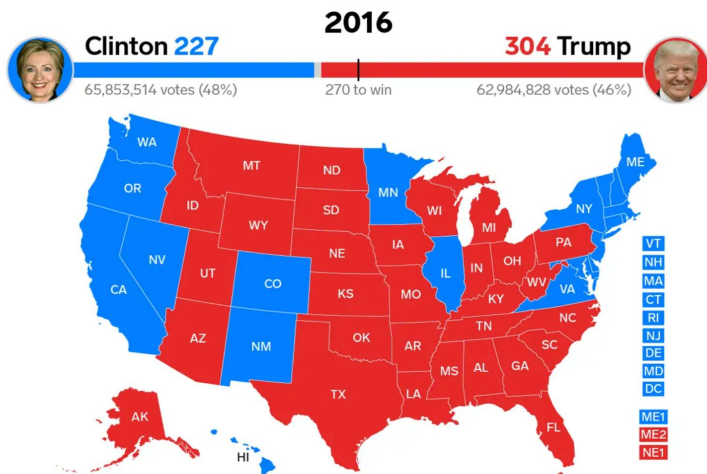 2016
Clinton 227
304 Trump
65,853,514 votes (48%)
270 to win
62,984,828 votes (46%)
WA
ME
MT
ND
OR
MN
ID
SD
WI
NY
WY
MI
IA
PA
NE
NV
OH
IL
IN
UT
CO
WV
CA
VA
KS
MO
KY
NC
TN
AZ
OK
NM
AR
SC
MS
AL
GA
TX
LA
AK
FL
HI
VT
NH
MA
CT
RI
NJ
DE
MD
DC
ME1
ME2
NE1